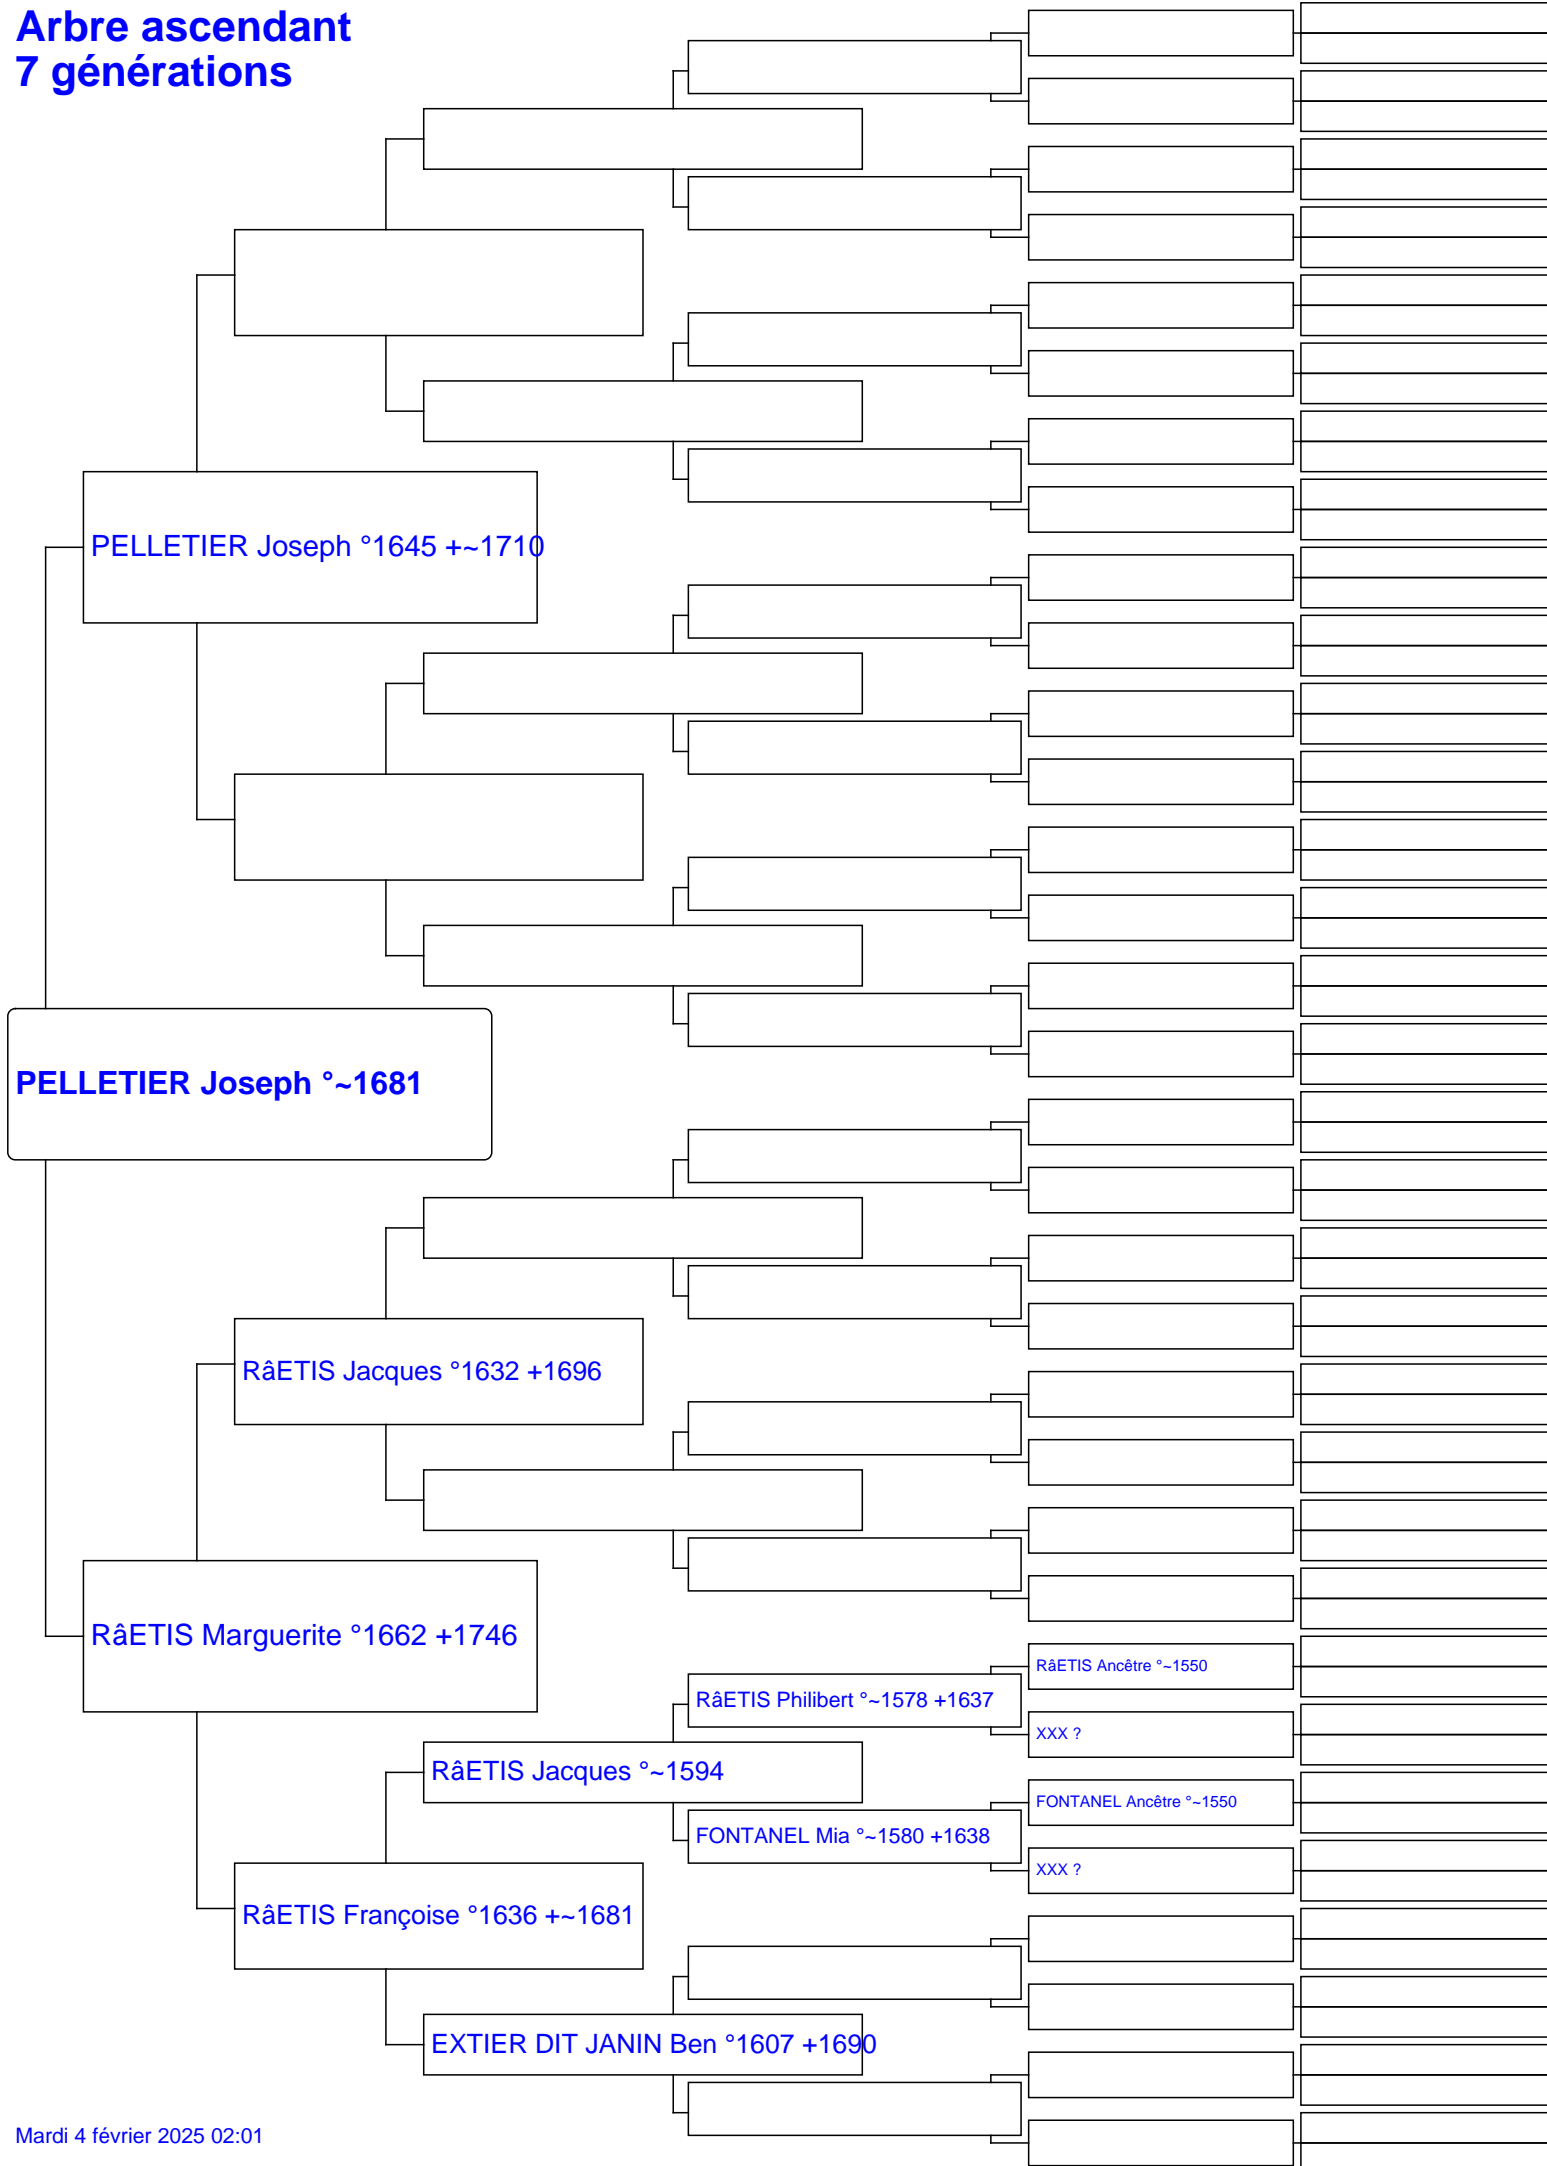 Arbre ascendant
7 générations
PELLETIER Joseph °1645 +~1710
PELLETIER Joseph °~1681
RâETIS Jacques °1632 +1696
RâETIS Marguerite °1662 +1746
RâETIS Ancêtre °~1550
RâETIS Philibert °~1578 +1637
XXX ?
RâETIS Jacques °~1594
FONTANEL Ancêtre °~1550
FONTANEL Mia °~1580 +1638
XXX ?
RâETIS Françoise °1636 +~1681
EXTIER DIT JANIN Ben °1607 +1690
Mardi 4 février 2025 02:01